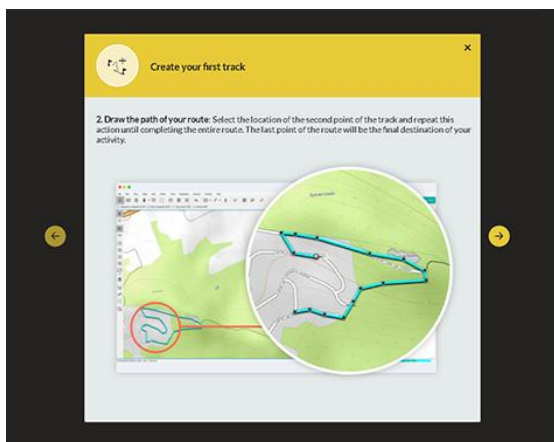 Create your first track
×
2. Draw the path of your route: Select the location of the second point of the track and repeat this
action until completing the entire route. The last point of the route will be the final destination of your
activity.